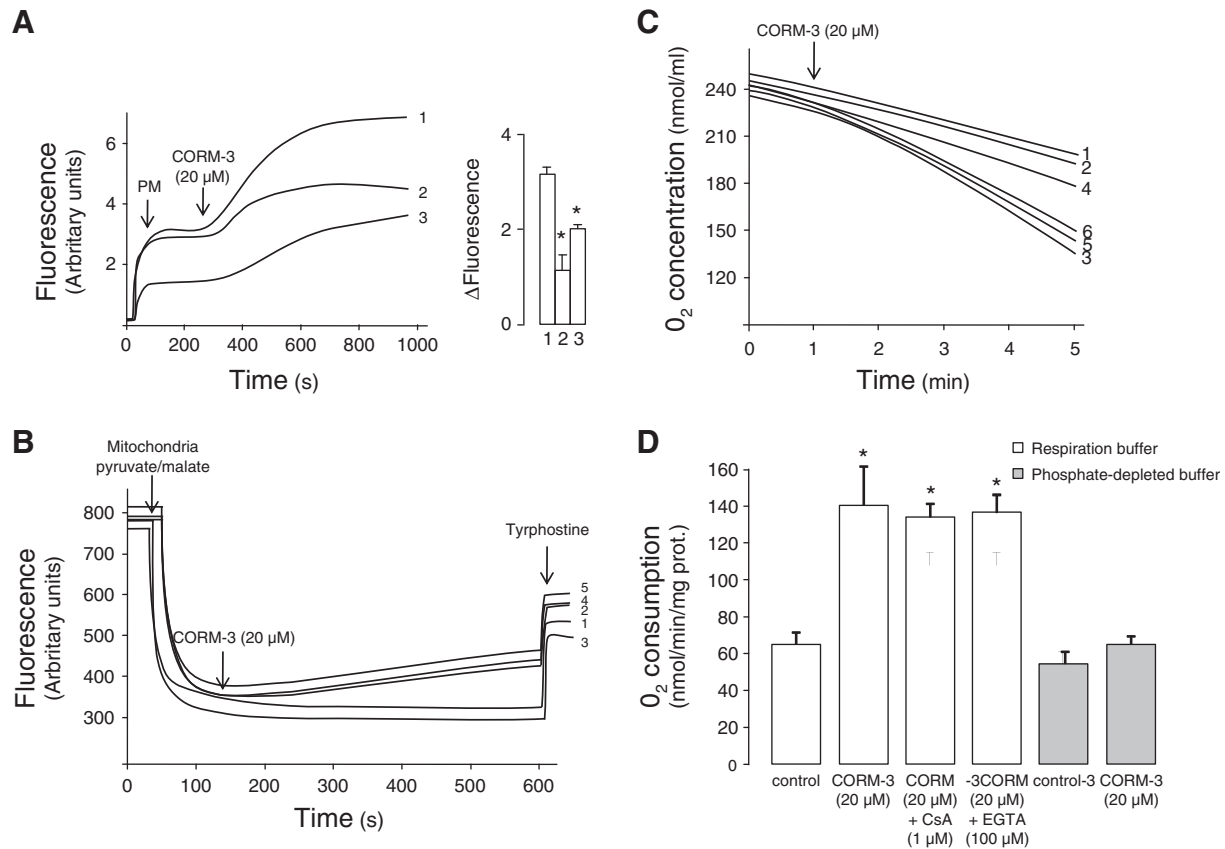 A
Fluorescence
(Arbritary units)
6
4
2
PM
CORM-3
(20 µM)
1
2
3
0
200
400
600
800
1000
Time (s)
ΔFluorescence
4
2
0
*
*
1 2 3
B
Mitochondria
pyruvate/malate
Fluorescence
(Arbritary units)
800
700
600
500
400
300
CORM-3 (20 µM)
Tyrphostine
5
4
2
1
3
0
100
200
300
400
500
600
Time (s)
C
CORM-3 (20 µM)
0₂ concentration (nmol/ml)
240
210
180
150
120
1
2
4
6
5
3
0
1
2
3
4
5
Time (min)
D
Respiration buffer
Phosphate-depleted buffer
0₂ consumption
(nmol/min/mg prot.)
160
140
120
100
80
60
40
20
0
*
*
*
control
CORM-3
(20 µM)
CORM
(20 µM)
+ CsA
(1 µM)
-3CORM
(20 µM)
+ EGTA
(100 µM)
control-3
CORM-3
(20 µM)